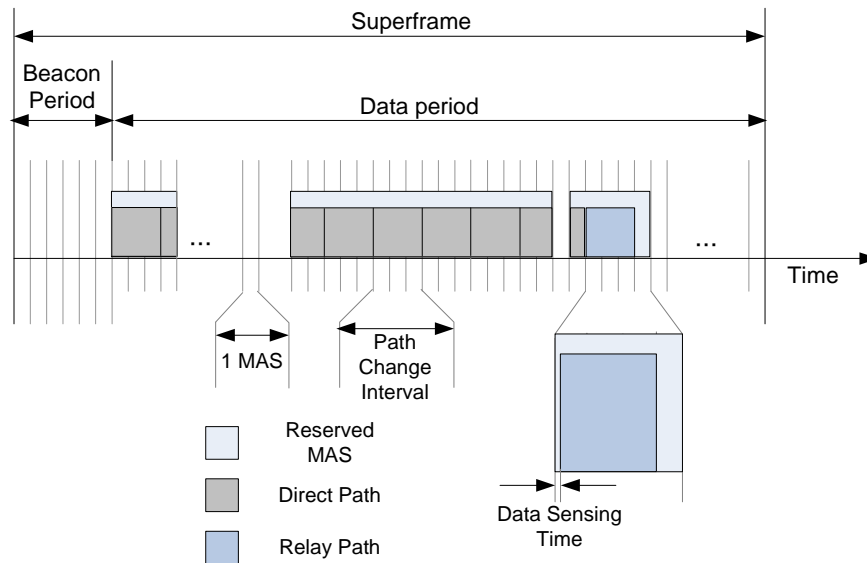 Superframe
Beacon
Period
Data period
...
...
Time
1 MAS
Path
Change
Interval
Reserved
MAS
Direct Path
Relay Path
Data Sensing
Time